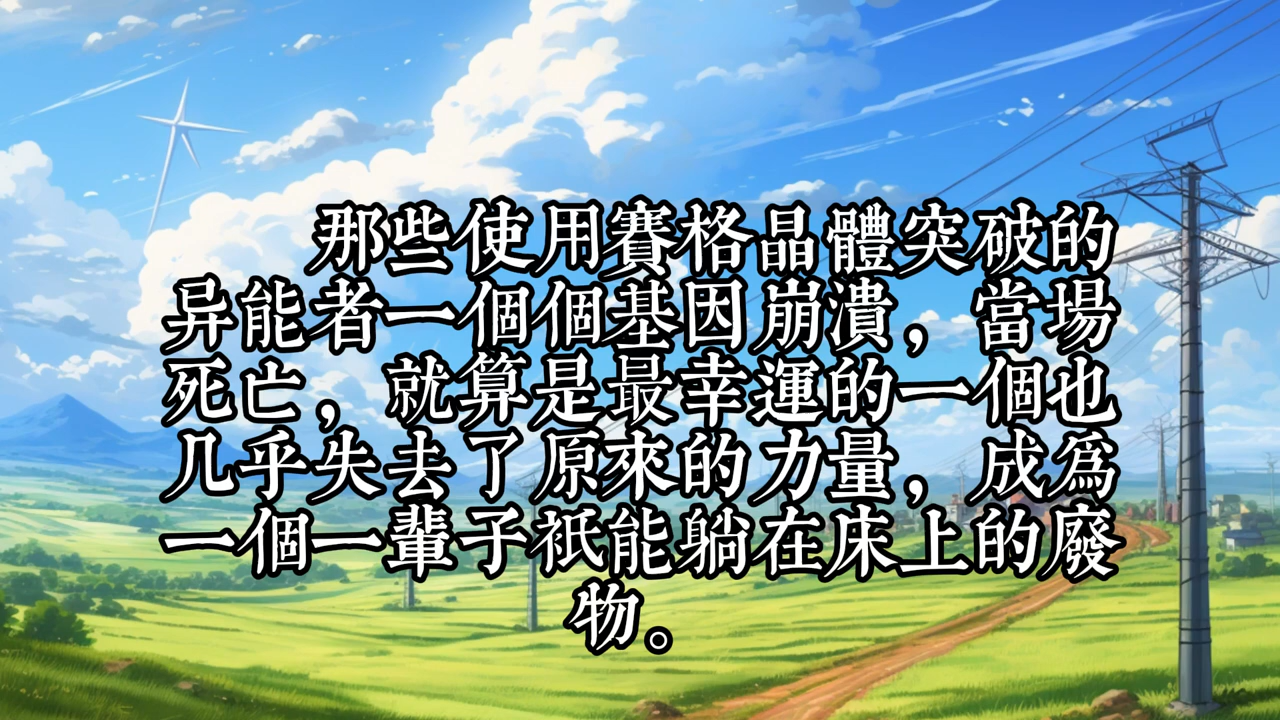 那些使用賽格晶體突破的
异能者一個個基因崩潰，當場
死亡，就算是最幸運的一個也
几乎失去了原來的力量，成爲
一個一輩子衹能躺在床上的廢
物。